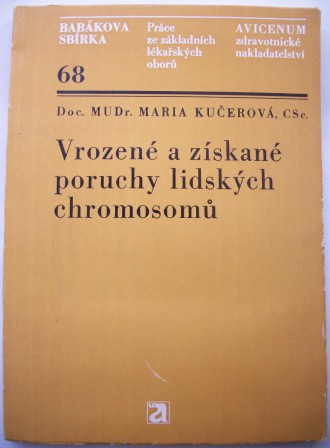 BABÁKOVA
SBÍRKA
Práce
ze základních
lékařských
oborů
AVICENUM
zdravotnické
nakladatelství
68
Doc. MUDr. MARIA KUČEROVÁ, CSc.
Vrozené a získané
poruchy lidských
chromosomů
a